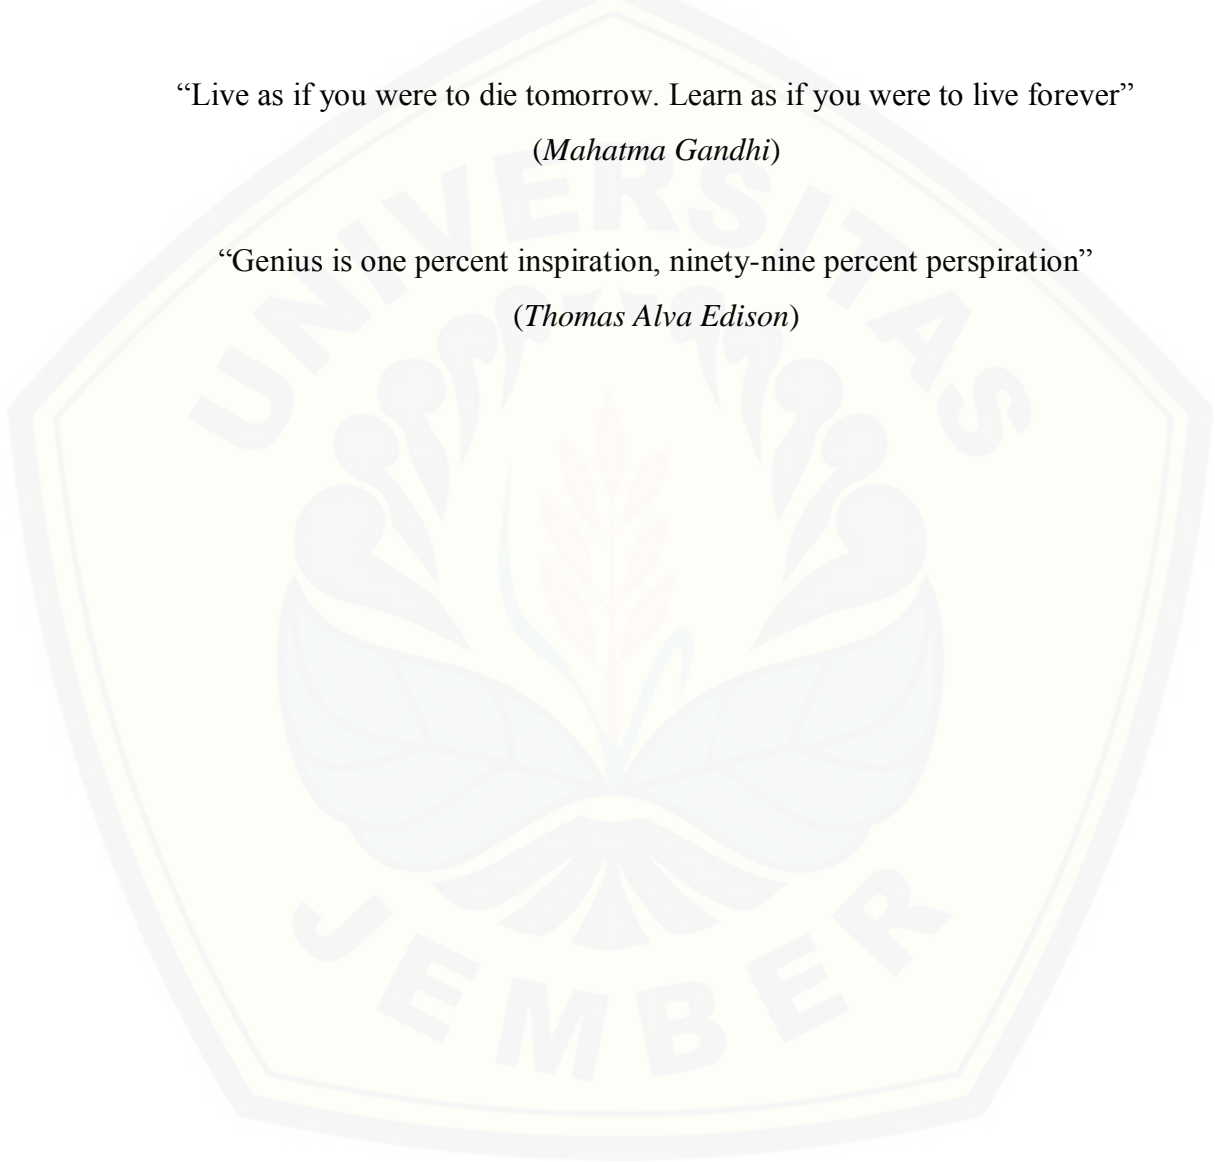 “Live as if you were to die tomorrow. Learn as if you were to live forever”
(Mahatma Gandhi)
“Genius is one percent inspiration, ninety-nine percent perspiration”
(Thomas Alva Edison)
UNIVERSITAS
JEMBER